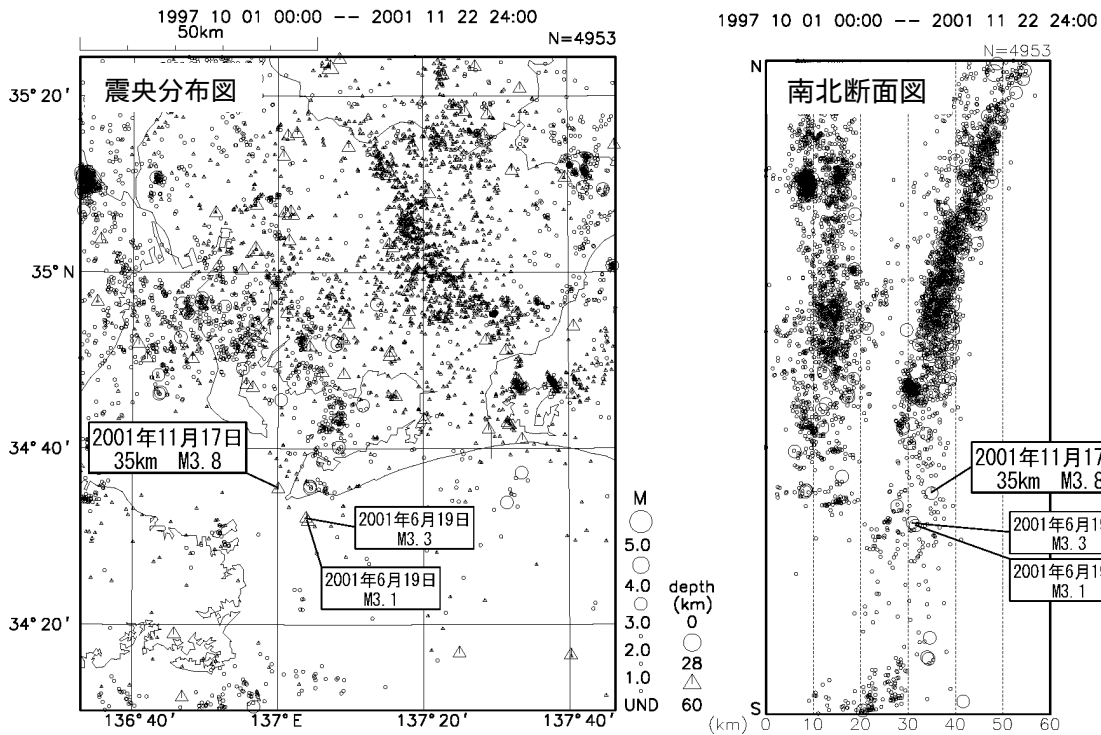 1997 10 01 00:00 -- 2001 11 22 24:00
50km
N=4953
震央分布図
35°20′
35°N
34°40′
34°20′
136°40′
137°E
137°20′
137°40′
2001年11月17日
35km M3.8
2001年6月19日
M3.3
2001年6月19日
M3.1
M
5.0
4.0
3.0
2.0
1.0
UND
depth
(km)
0
28
60
1997 10 01 00:00 -- 2001 11 22 24:00
N=4953
N
南北断面図
2001年11月17
35km M3.8
2001年6月19
M3.3
2001年6月19
M3.1
S
(km)
0
10
20
30
40
50
60